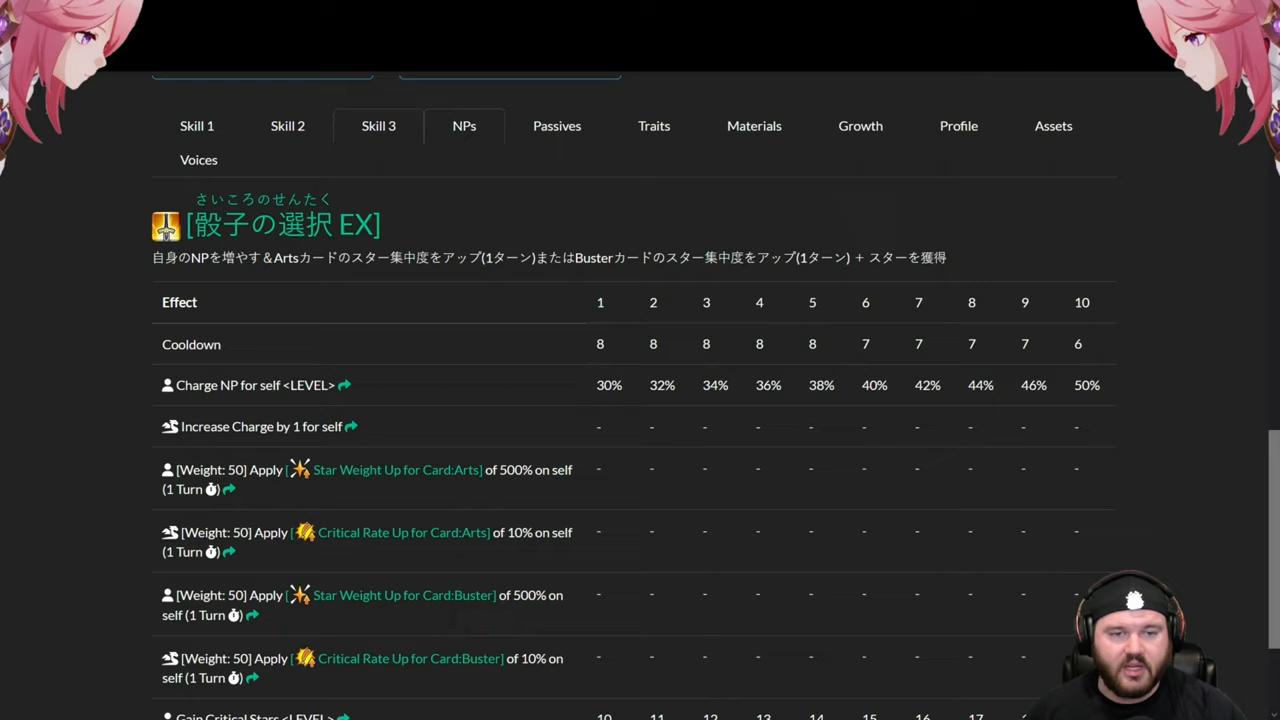 Skill 1 Skill 2 Skill 3 NPs Passives Traits Materials Growth Profile Assets
Voices
さいころのせんたく
[骰子の選択 EX]
自身のNPを増やす＆Artsカードのスター集中度をアップ(1ターン)またはBusterカードのスター集中度をアップ(1ターン) ＋ スターを獲得
Effect 1 2 3 4 5 6 7 8 9 10
Cooldown 8 8 8 8 8 7 7 7 7 6
Charge NP for self <LEVEL> 30% 32% 34% 36% 38% 40% 42% 44% 46% 50%
Increase Charge by 1 for self - - - - - - - - - -
[Weight: 50] Apply [Star Weight Up for Card:Arts] of 500% on self - - - - - - - - - -
(1 Turn)
[Weight: 50] Apply [Critical Rate Up for Card:Arts] of 10% on self - - - - - - - - - -
(1 Turn)
[Weight: 50] Apply [Star Weight Up for Card:Buster] of 500% on - - - - - - - - - -
self (1 Turn)
[Weight: 50] Apply [Critical Rate Up for Card:Buster] of 10% on - - - - - - - - -
self (1 Turn)
Gain Critical Stars <LEVEL> 10 11 12 13 14 15 16 17